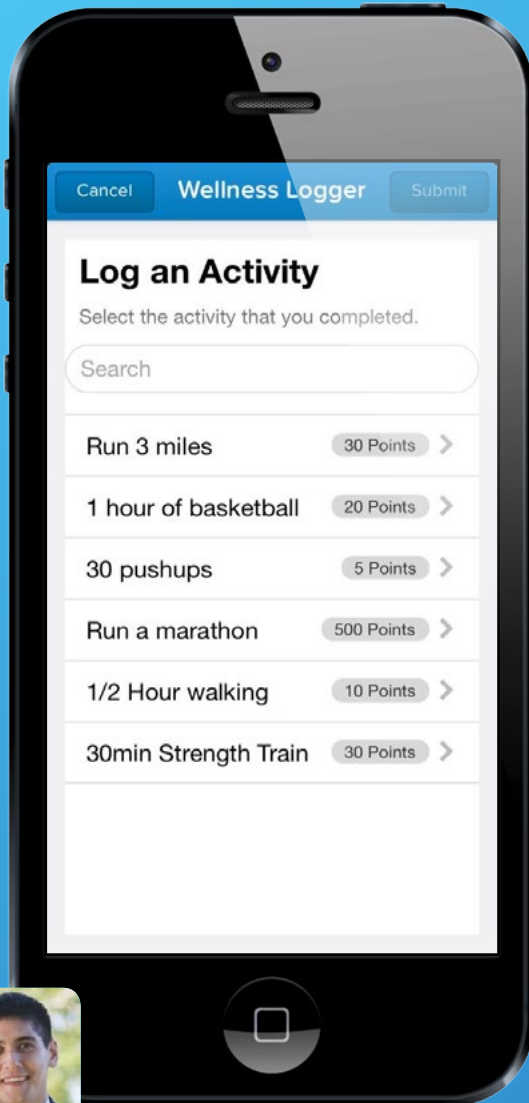 Cancel Wellness Logger Submit
Log an Activity
Select the activity that you completed.
Search
Run 3 miles 30 Points
1 hour of basketball 20 Points
30 pushups 5 Points
Run a marathon 500 Points
1/2 Hour walking 10 Points
30min Strength Train 30 Points